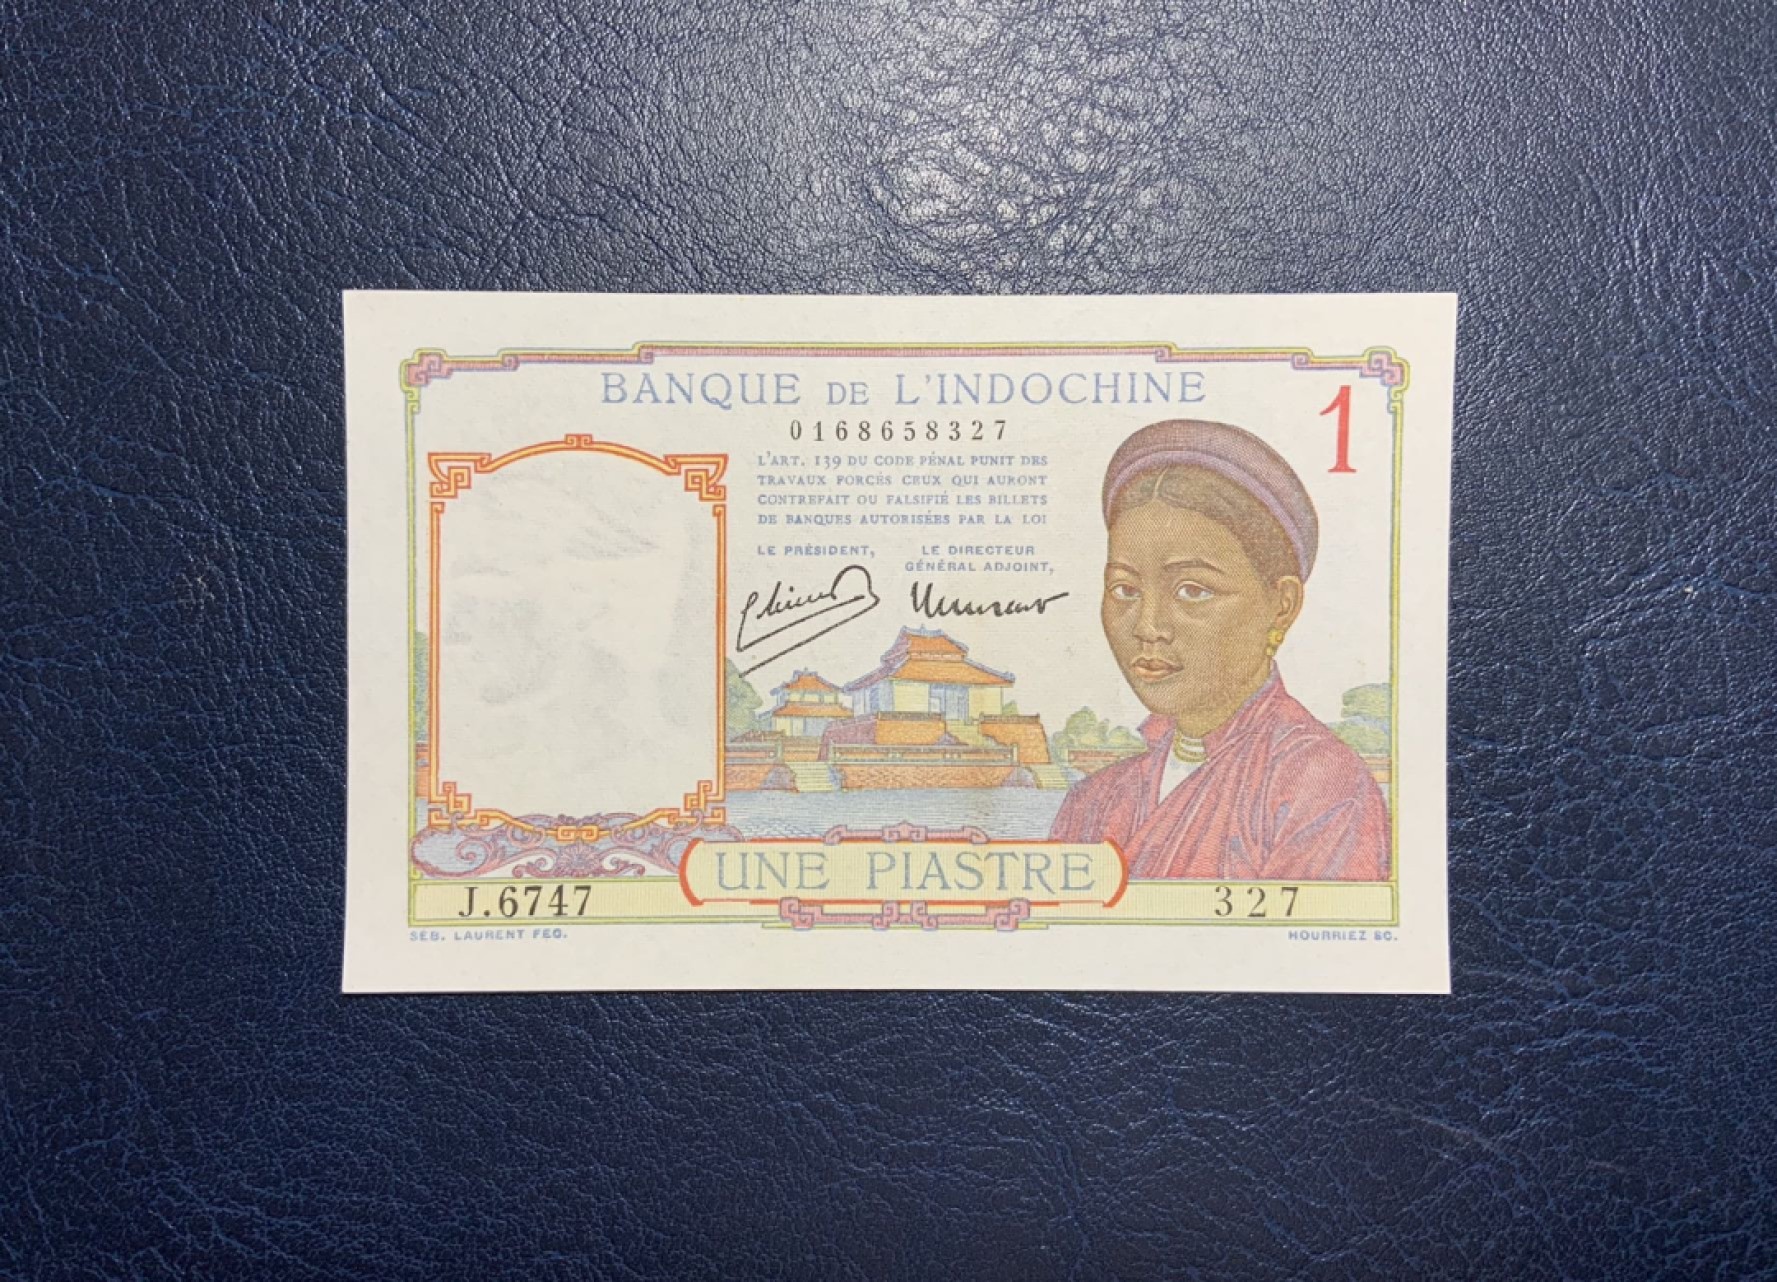 BANQUE DE L'INDOCHINE
1
0168658327
L'ART. 139 DU CODE PÉNAL PUNIT DES
TRAVAUX FORCÉS CEUX QUI AURONT
CONTREFAIT OU FALSIFIÉ LES BILLETS
DE BANQUES AUTORISÉES PAR LA LOI
LE PRÉSIDENT,
LE DIRECTEUR
GÉNÉRAL ADJOINT,
UNE PIASTRE
J.6747
327
SÉB. LAURENT FEC.
HOURRIEZ SC.